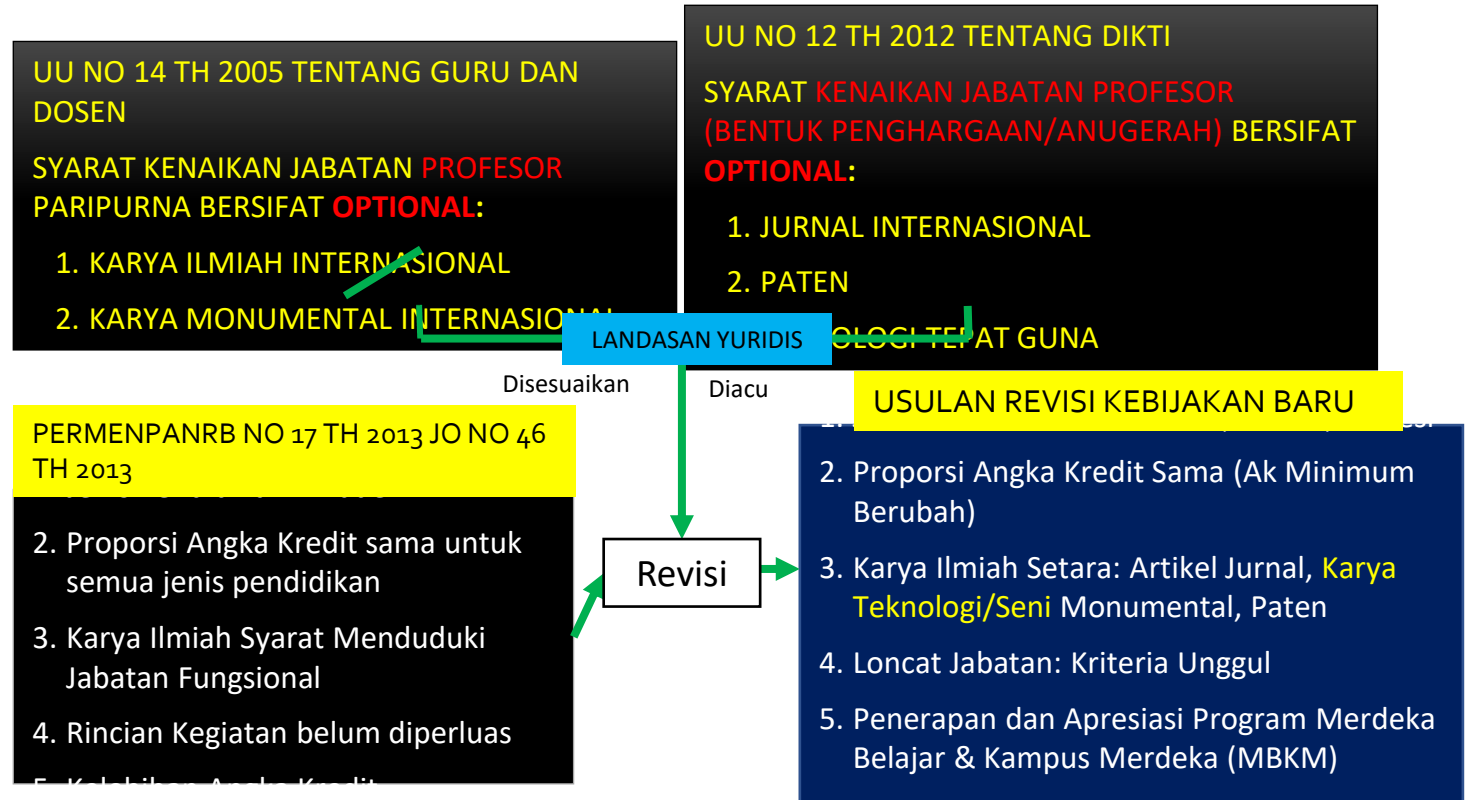 UU NO 14 TH 2005 TENTANG GURU DAN
DOSEN
SYARAT KENAIKAN JABATAN PROFESOR
PARIPURNA BERSIFAT OPTIONAL:
1. KARYA ILMIAH INTERNASIONAL
2. KARYA MONUMENTAL INTERNASIONAL
UU NO 12 TH 2012 TENTANG DIKTI
SYARAT KENAIKAN JABATAN PROFESOR
(BENTUK PENGHARGAAN/ANUGERAH) BERSIFAT
OPTIONAL:
1. JURNAL INTERNASIONAL
2. PATEN
OLOGI TEPAT GUNA
LANDASAN YURIDIS
Disesuaikan
Diacu
PERMENPANRB NO 17 TH 2013 JO NO 46
TH 2013
2. Proporsi Angka Kredit sama untuk
semua jenis pendidikan
3. Karya Ilmiah Syarat Menduduki
Jabatan Fungsional
4. Rincian Kegiatan belum diperluas
5. Kelebihan Angka Kredit
Revisi
USULAN REVISI KEBIJAKAN BARU
2. Proporsi Angka Kredit Sama (Ak Minimum
Berubah)
3. Karya Ilmiah Setara: Artikel Jurnal, Karya
Teknologi/Seni Monumental, Paten
4. Loncat Jabatan: Kriteria Unggul
5. Penerapan dan Apresiasi Program Merdeka
Belajar & Kampus Merdeka (MBKM)